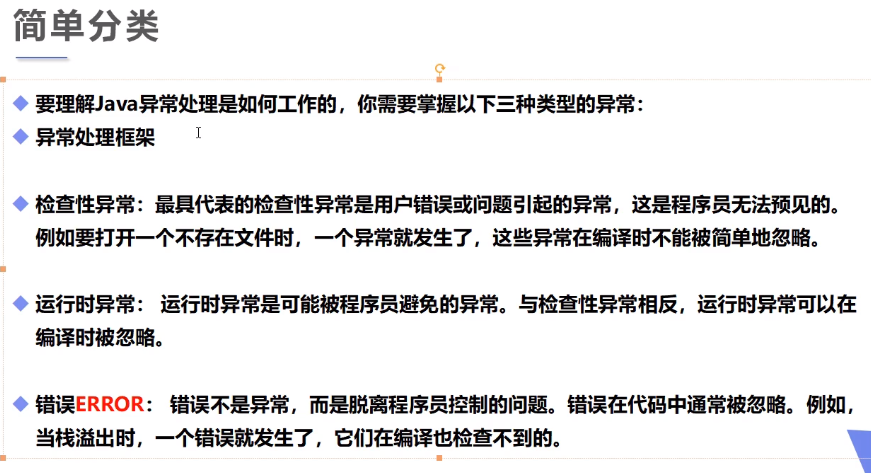 简单分类
要理解Java异常处理是如何工作的，你需要掌握以下三种类型的异常：
异常处理框架
检查性异常：最具代表的检查性异常是用户错误或问题引起的异常，这是程序员无法预见的。
例如要打开一个不存在文件时，一个异常就发生了，这些异常在编译时不能被简单地忽略。
运行时异常： 运行时异常是可能被程序员避免的异常。与检查性异常相反，运行时异常可以在
编译时被忽略。
错误ERROR： 错误不是异常，而是脱离程序员控制的问题。错误在代码中通常被忽略。例如，
当栈溢出时，一个错误就发生了，它们在编译也检查不到的。